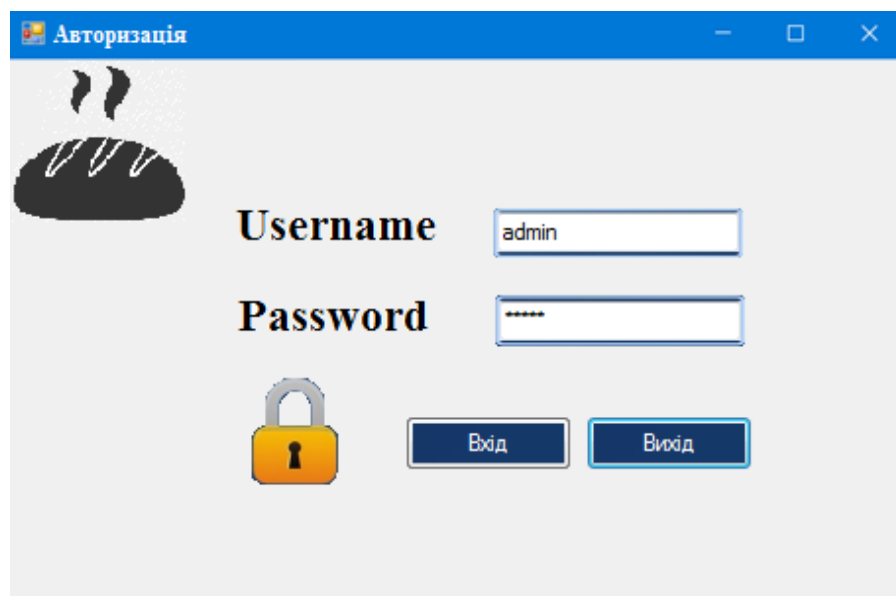 Авторизація
Username
admin
Password
*****
Вхід
Вихід